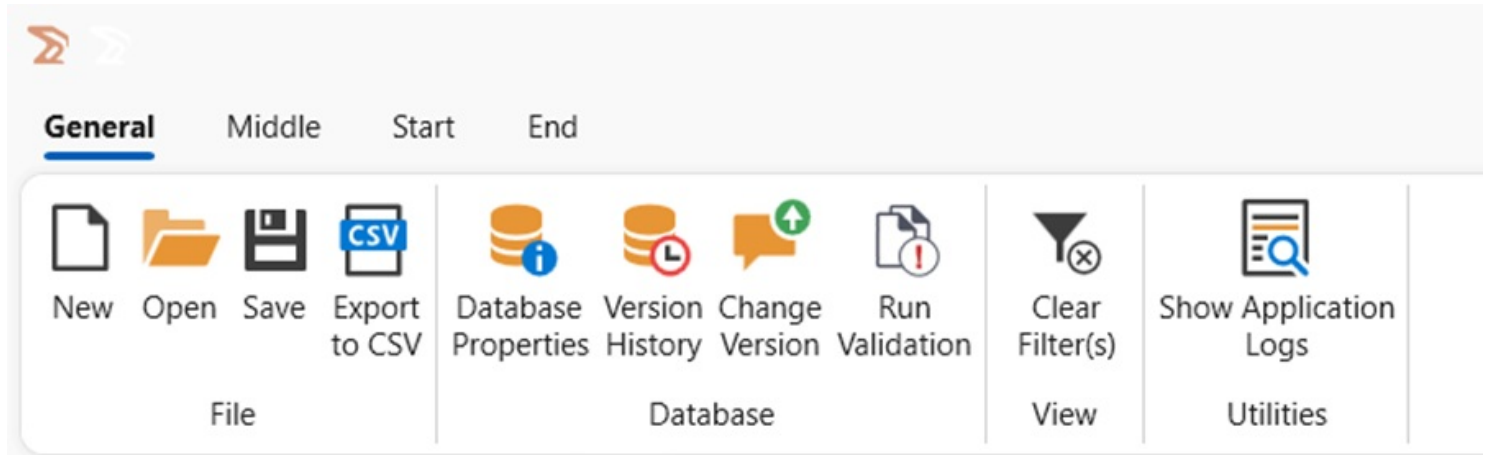 General Middle Start End
CSV
New Open Save Export to CSV Database Properties Version History Change Version Run Validation Clear Filter(s) Show Application Logs
File Database View Utilities